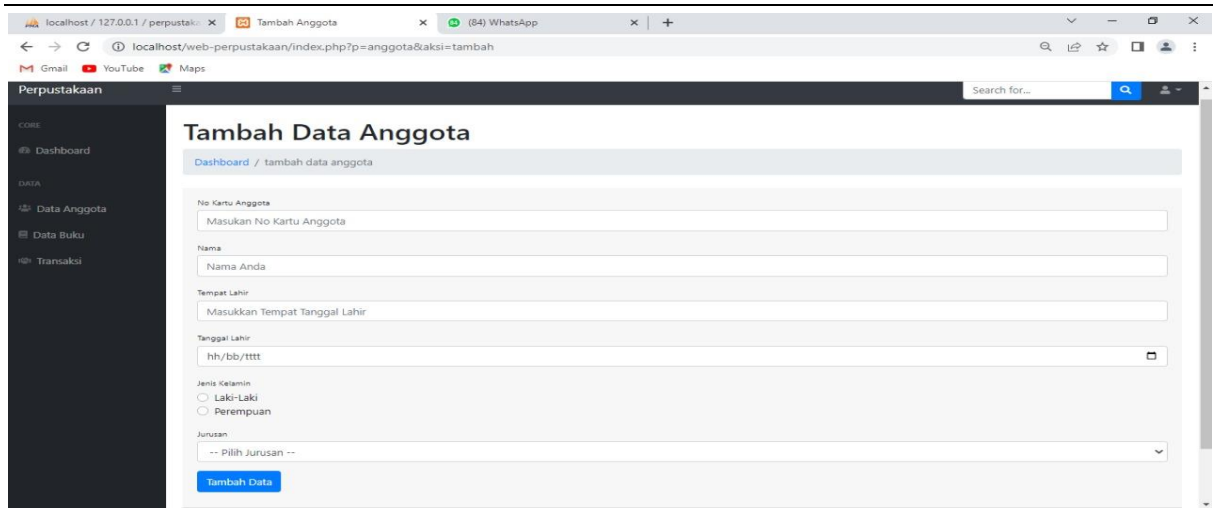 localhost / 127.0.0.1 / perpustaka
Tambah Anggota
(84) WhatsApp
localhost/web-perpustakaan/index.php?p=anggota&aksi=tambah
Gmail YouTube Maps
Perpustakaan
Search for...
CORE
Dashboard
DATA
Data Anggota
Data Buku
Transaksi
Tambah Data Anggota
Dashboard / tambah data anggota
No Kartu Anggota
Masukan No Kartu Anggota
Nama
Nama Anda
Tempat Lahir
Masukkan Tempat Tanggal Lahir
Tanggal Lahir
hh/bb/tttt
Jenis Kelamin
Laki-Laki
Perempuan
Jurusan
-- Pilih Jurusan --
Tambah Data